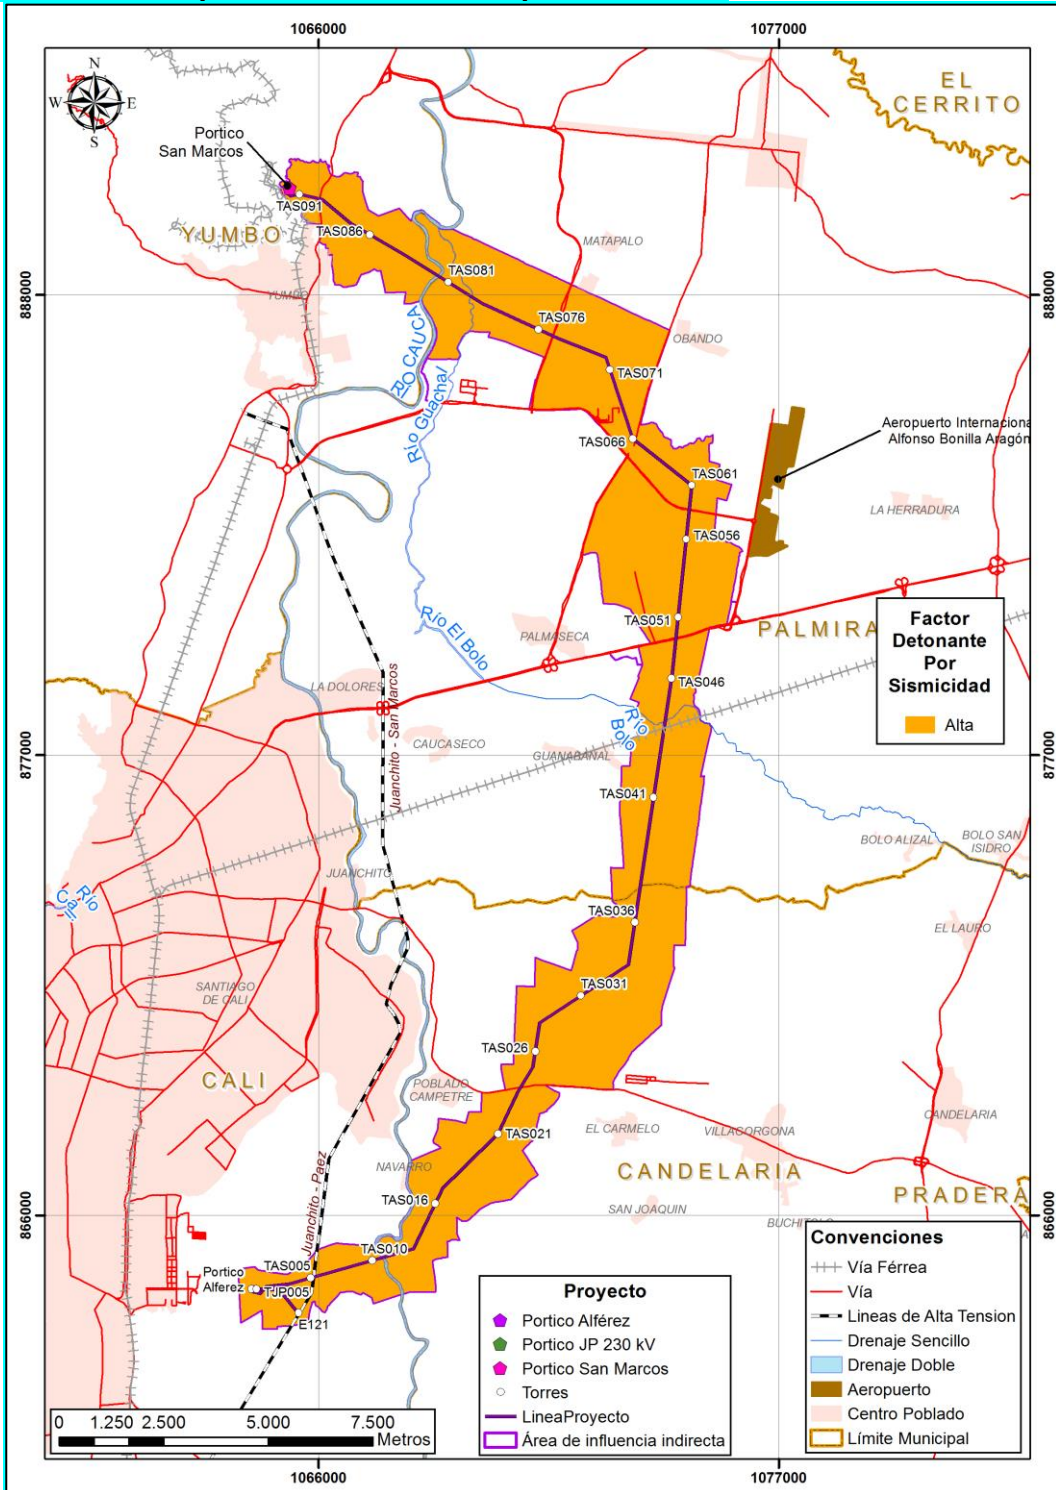 1066000
1077000
N
W
E
S
EL
CERRITO
Portico
San Marcos
TAS091
YUMBO
TAS086
MATAPALO
TAS081
888000
888000
YUMBO
TAS076
RÍO CAUCA
OBANDO
TAS071
Río Guachal
Aeropuerto Internaciona
Alfonso Bonilla Aragón
TAS066
TAS061
LA HERRADURA
TAS056
Río El Bolo
TAS051
PALMASECA
PALMIRA
Factor
Detonante
Por
Sismicidad
Alta
LA DOLORES
TAS046
Juanchito - San Marcos
Río
Bolo
CAUCASECO
GUANABANAL
877000
877000
TAS041
BOLO ALIZAL
BOLO SAN
ISIDRO
JUANCHITO
Río
Cali
TAS036
EL LAURO
SANTIAGO
DE CALI
TAS031
TAS026
CALI
POBLADO
CAMPETRE
CANDELARIA
TAS021
EL CARMELO
VILLAGORGONA
NAVARRO
CANDELARIA
Juanchito - Paez
TAS016
PRADERA
SAN JOAQUIN
BUCHITOLO
866000
866000
TAS010
TAS005
Portico
Alferez
TJP005
E121
Proyecto
Portico Alférez
Portico JP 230 kV
Portico San Marcos
Torres
LineaProyecto
Área de influencia indirecta
Convenciones
Vía Férrea
Vía
Lineas de Alta Tension
Drenaje Sencillo
Drenaje Doble
Aeropuerto
Centro Poblado
Límite Municipal
0 1.250 2.500 5.000 7.500
Metros
1066000
1077000